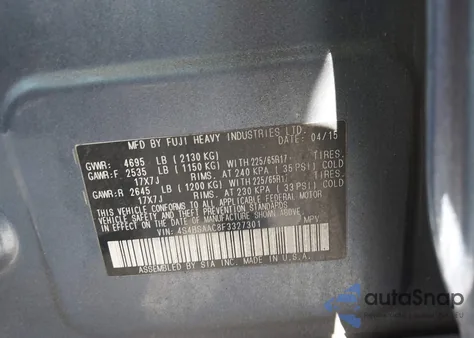 MFD BY FUJI HEAVY INDUSTRIES LTD.
DATE: 04/15
GVWR: 4695 LB (2130 KG)
GAWR:F. 2535 LB (1150 KG) WITH 225/65R17 TIRES.
17X7J RIMS, AT 240 KPA (35 PSI) COLD.
GAWR:R 2645 LB (1200 KG) WITH 225/65R17 TIRES.
17X7J RIMS, AT 230 KPA (33 PSI) COLD.
THIS VEHICLE CONFORMS TO ALL APPLICABLE FEDERAL MOTOR
VEHICLE SAFETY STANDARDS IN EFFECT ON THE DATE OF
MANUFACTURE SHOWN ABOVE.
MPV
ASSEMBLED BY SIA INC. MADE IN U.S.A.
autoSnap